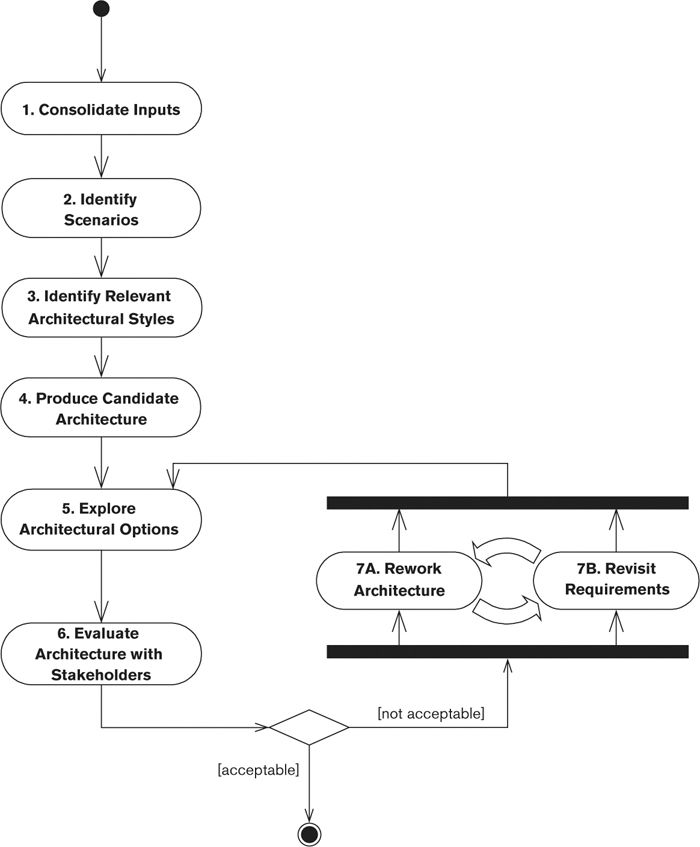 1. Consolidate Inputs
2. Identify
Scenarios
3. Identify Relevant
Architectural Styles
4. Produce Candidate
Architecture
5. Explore
Architectural Options
6. Evaluate
Architecture with
Stakeholders
7A. Rework
Architecture
7B. Revisit
Requirements
[not acceptable]
[acceptable]